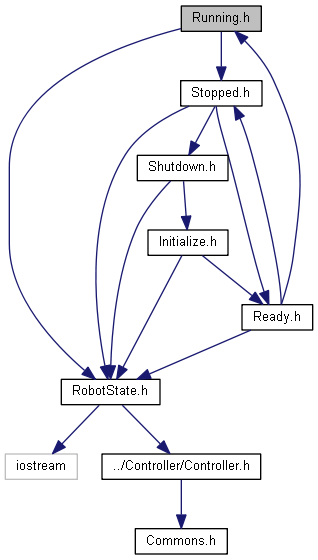 Running.h
Stopped.h
Shutdown.h
Initialize.h
Ready.h
RobotState.h
iostream
../Controller/Controller.h
Commons.h